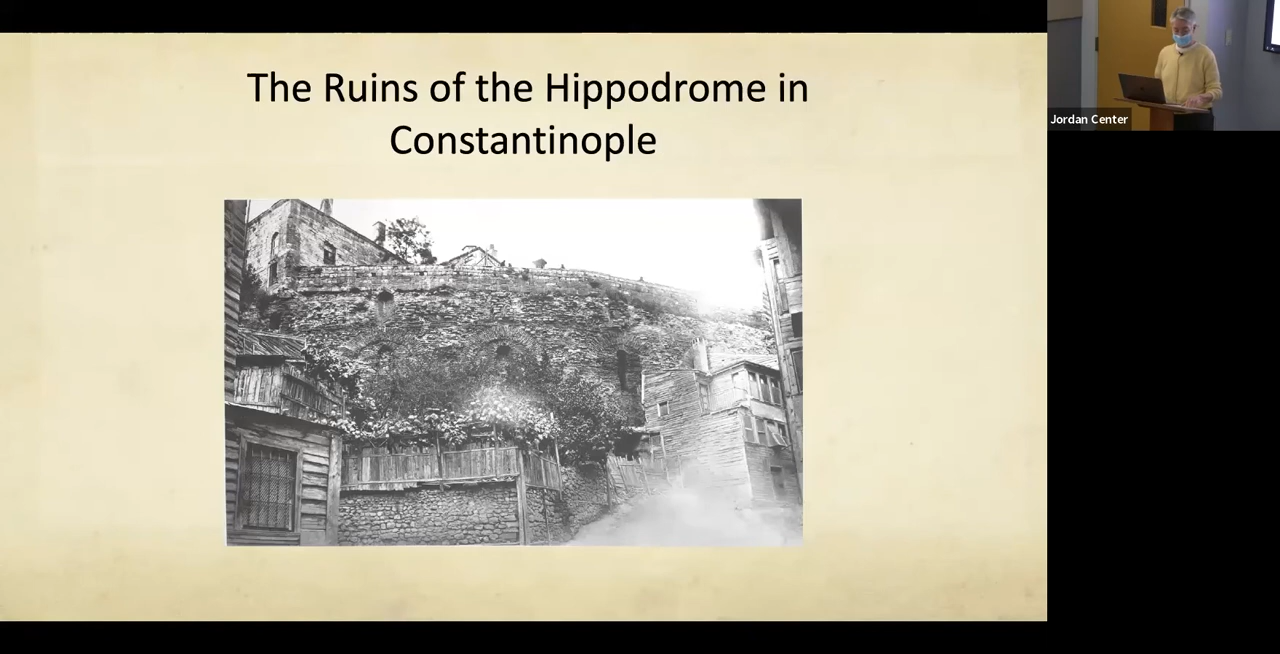 The Ruins of the Hippodrome in
Constantinople
Jordan Center